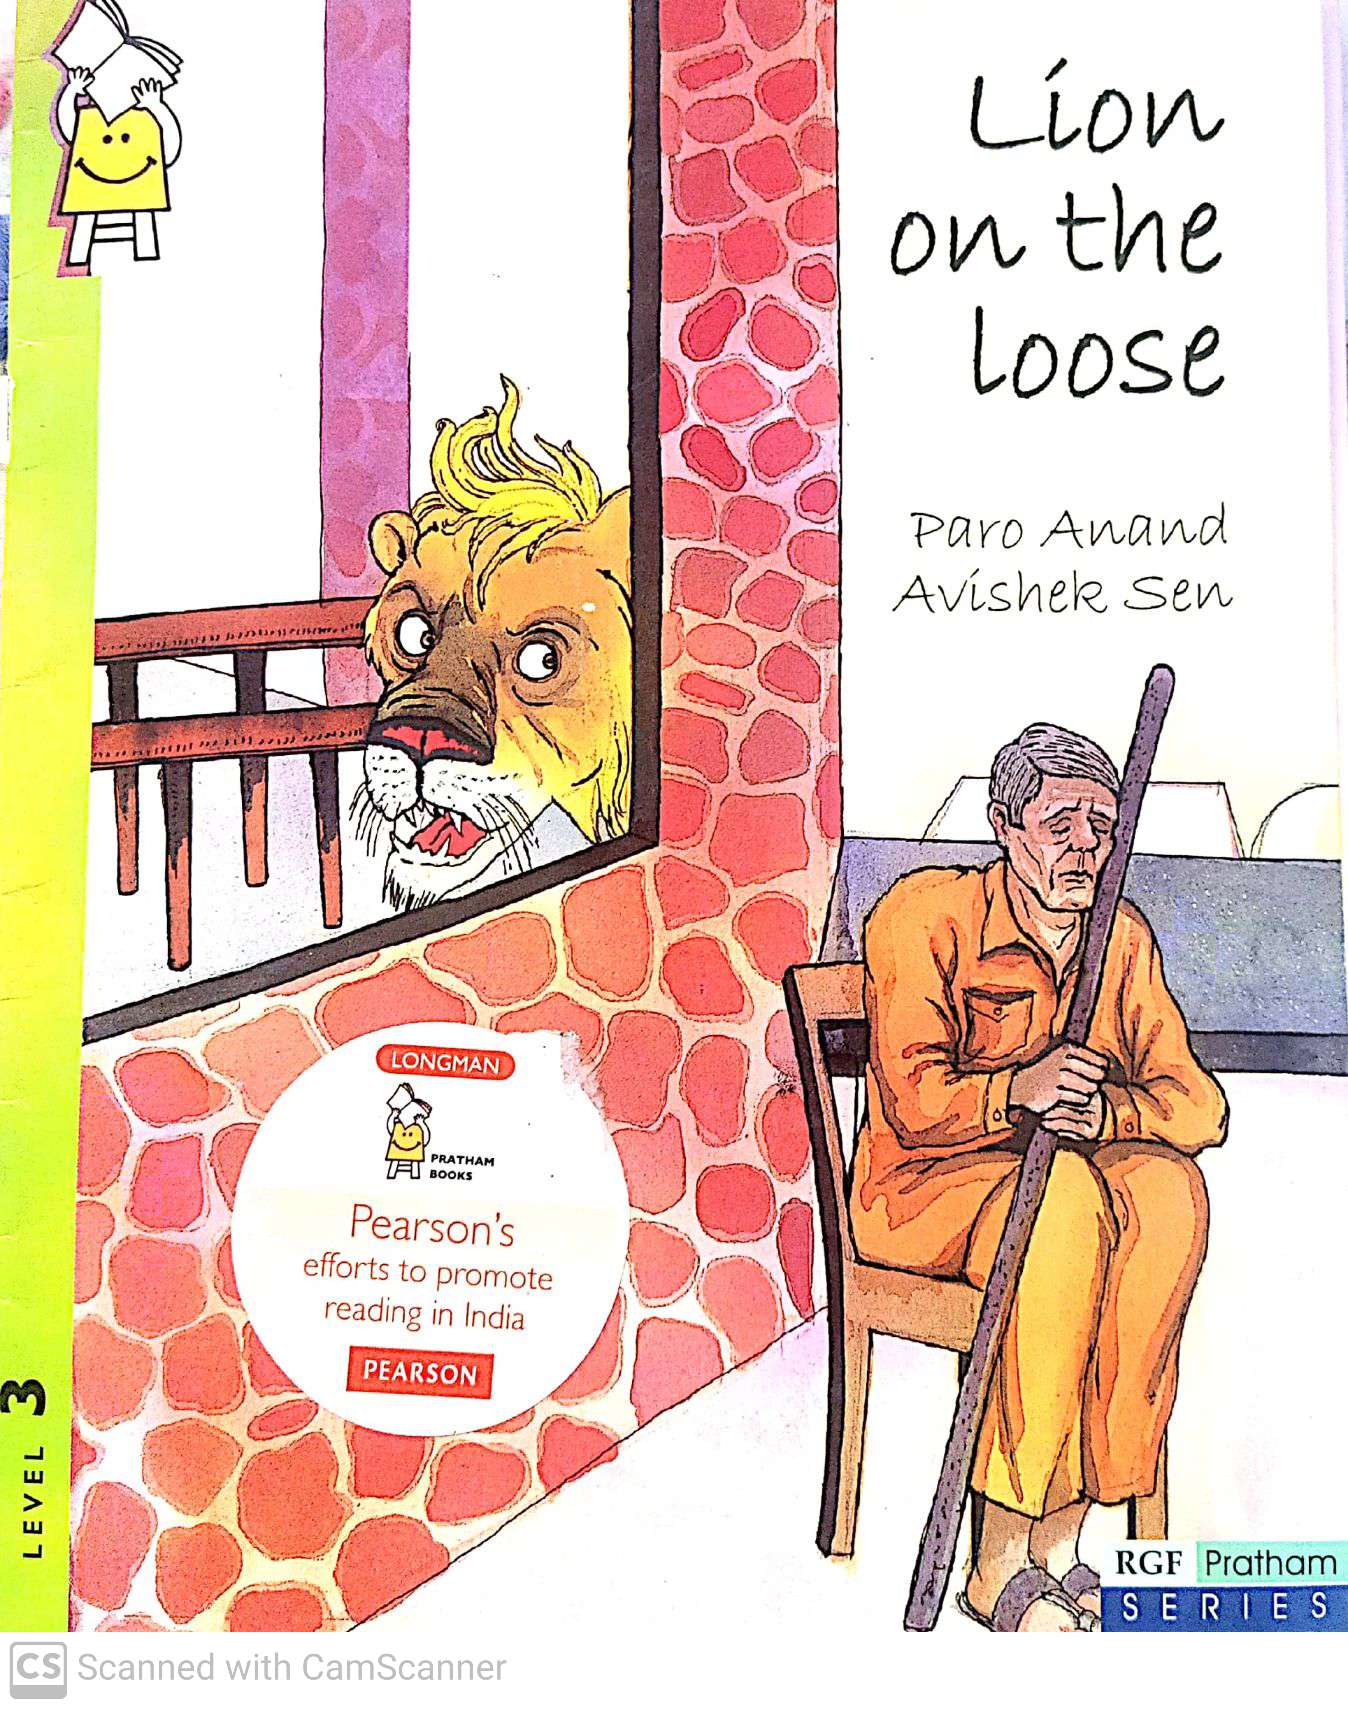 Lion
on the
loose
Paro Anand
Avishek Sen
LONGMAN
PRATHAM
BOOKS
Pearson's
efforts to promote
reading in India
PEARSON
LEVEL 3
RGF Pratham
SERIES
CS Scanned with CamScanner